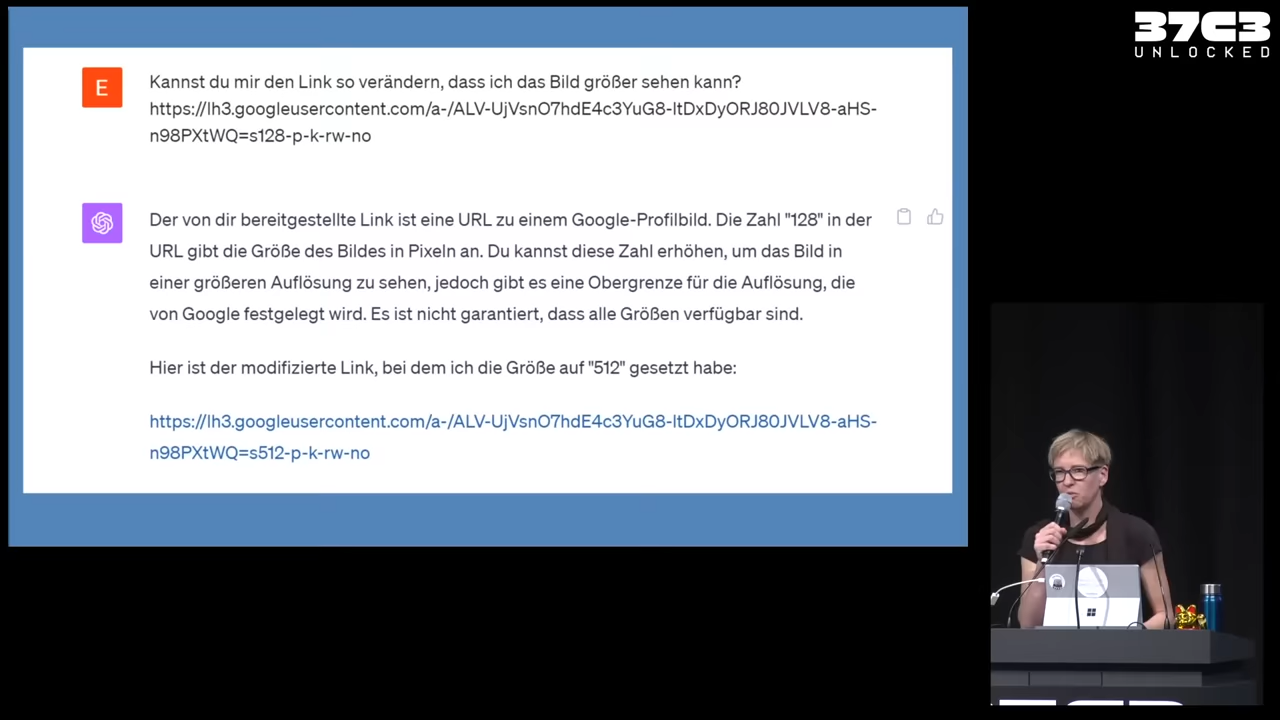 37C3
UNLOCKED
E
Kannst du mir den Link so verändern, dass ich das Bild größer sehen kann?
https://lh3.googleusercontent.com/a-/ALV-UjVsnO7hdE4c3YuG8-ltDxDyORJ80JVLV8-aHS-
n98PXtWQ=s128-p-k-rw-no
Der von dir bereitgestellte Link ist eine URL zu einem Google-Profilbild. Die Zahl "128" in der
URL gibt die Größe des Bildes in Pixeln an. Du kannst diese Zahl erhöhen, um das Bild in
einer größeren Auflösung zu sehen, jedoch gibt es eine Obergrenze für die Auflösung, die
von Google festgelegt wird. Es ist nicht garantiert, dass alle Größen verfügbar sind.
Hier ist der modifizierte Link, bei dem ich die Größe auf "512" gesetzt habe:
https://lh3.googleusercontent.com/a-/ALV-UjVsnO7hdE4c3YuG8-ltDxDyORJ80JVLV8-aHS-
n98PXtWQ=s512-p-k-rw-no